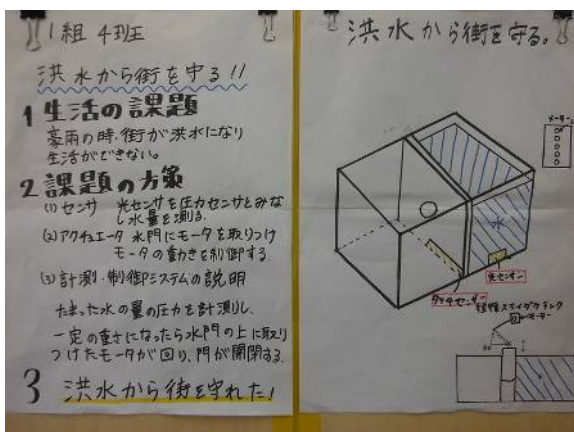 1組 4班
洪水から街を守る!!
1 生活の課題
豪雨の時、街が洪水になり
生活ができない。
2 課題の方策
(1) センサ 光センサを圧力センサとみな
し水量を測る。
(2) アクチュエータ 水門にモータを取りつけ
モータの動きを制御する
(3) 計測・制御システムの説明
たまった水の量の圧力を計測し、
一定の重さになったら水門の上に取り
つけたモータが回り、門が開閉する。
3 洪水から街を守れた!
洪水から街を守る。
メーター
水
光センサー
タッチセンサー
モーター